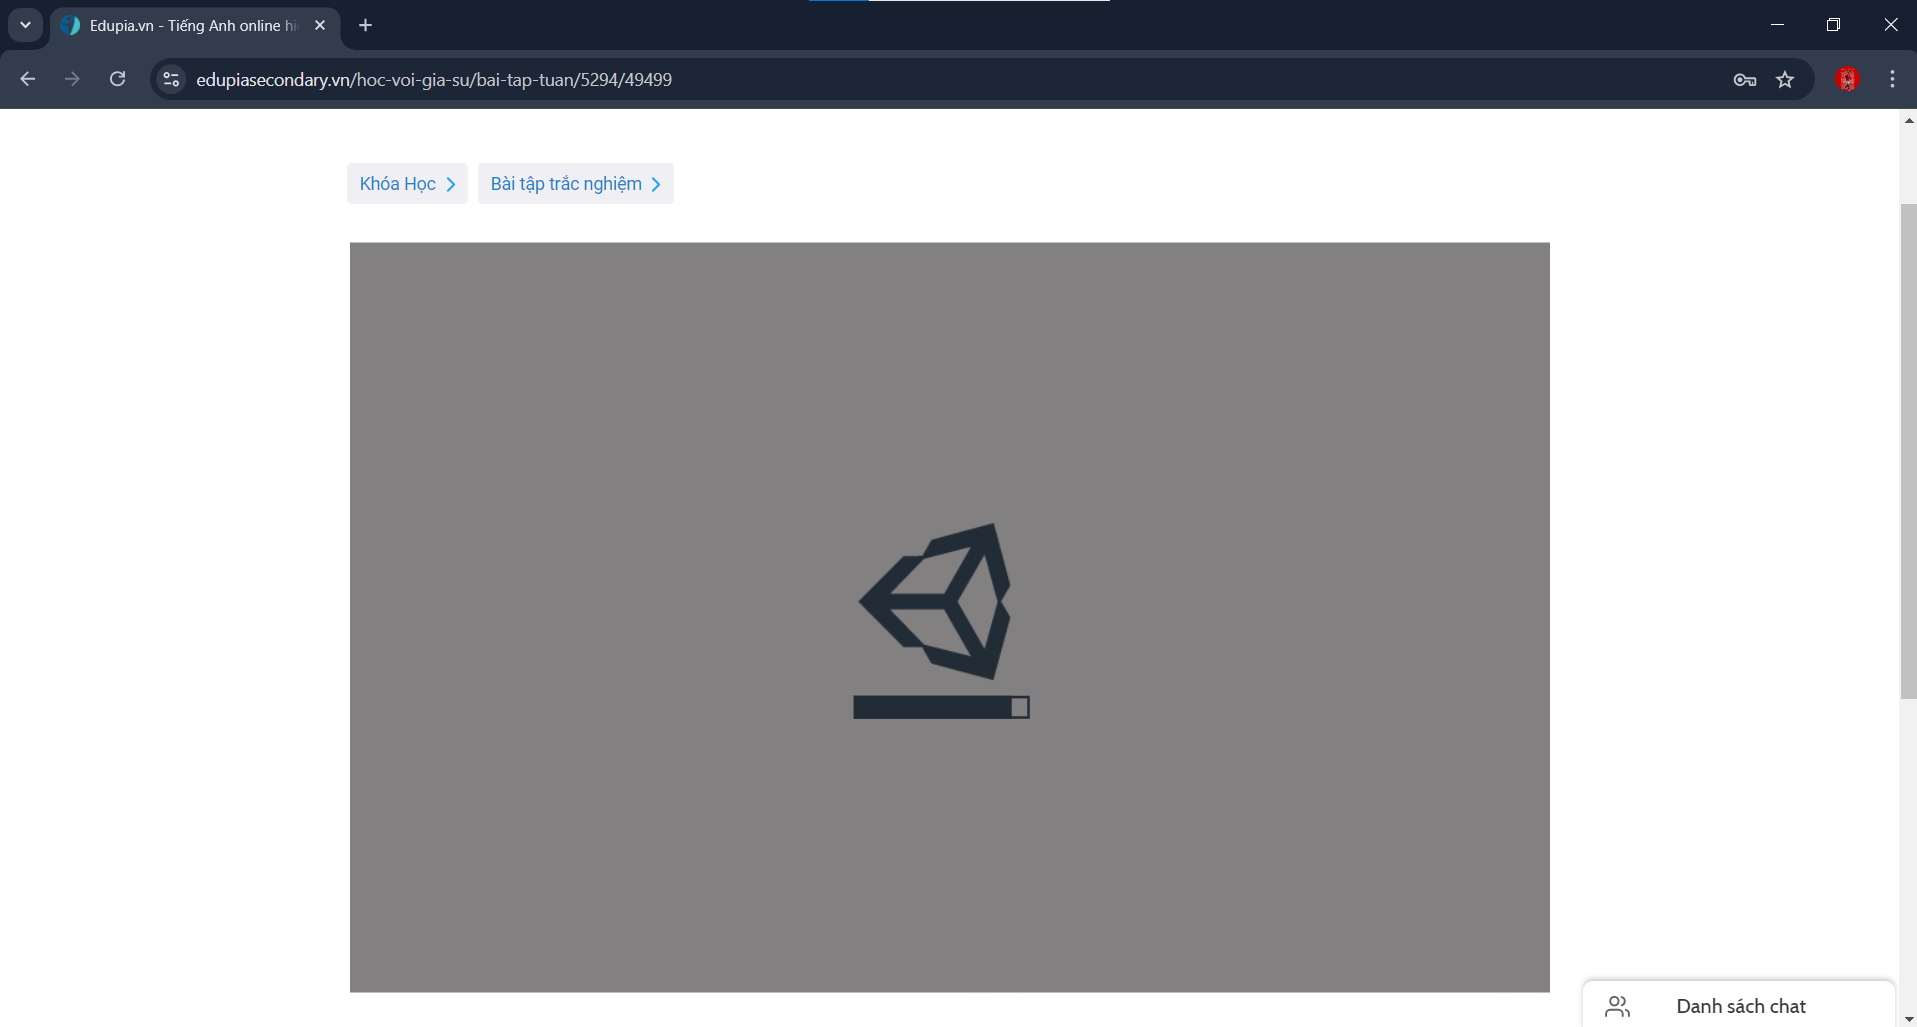 Edupia.vn - Tiếng Anh online hi
edupiasecondary.vn/hoc-voi-gia-su/bai-tap-tuan/5294/49499
Khóa Học
Bài tập trắc nghiệm
Danh sách chat